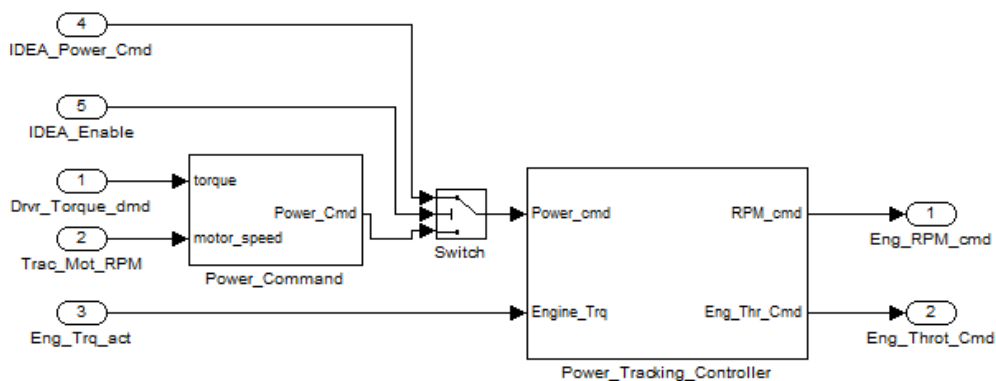 4
IDEA_Power_Cmd
5
IDEA_Enable
1
Drvr_Torque_dmd
2
Trac_Mot_RPM
3
Eng_Trq_act
torque
Power_Cmd
motor_speed
Power_Command
Switch
Power_cmd
RPM_cmd
Engine_Trq
Eng_Thr_Cmd
Power_Tracking_Controller
1
Eng_RPM_cmd
2
Eng_Throt_Cmd